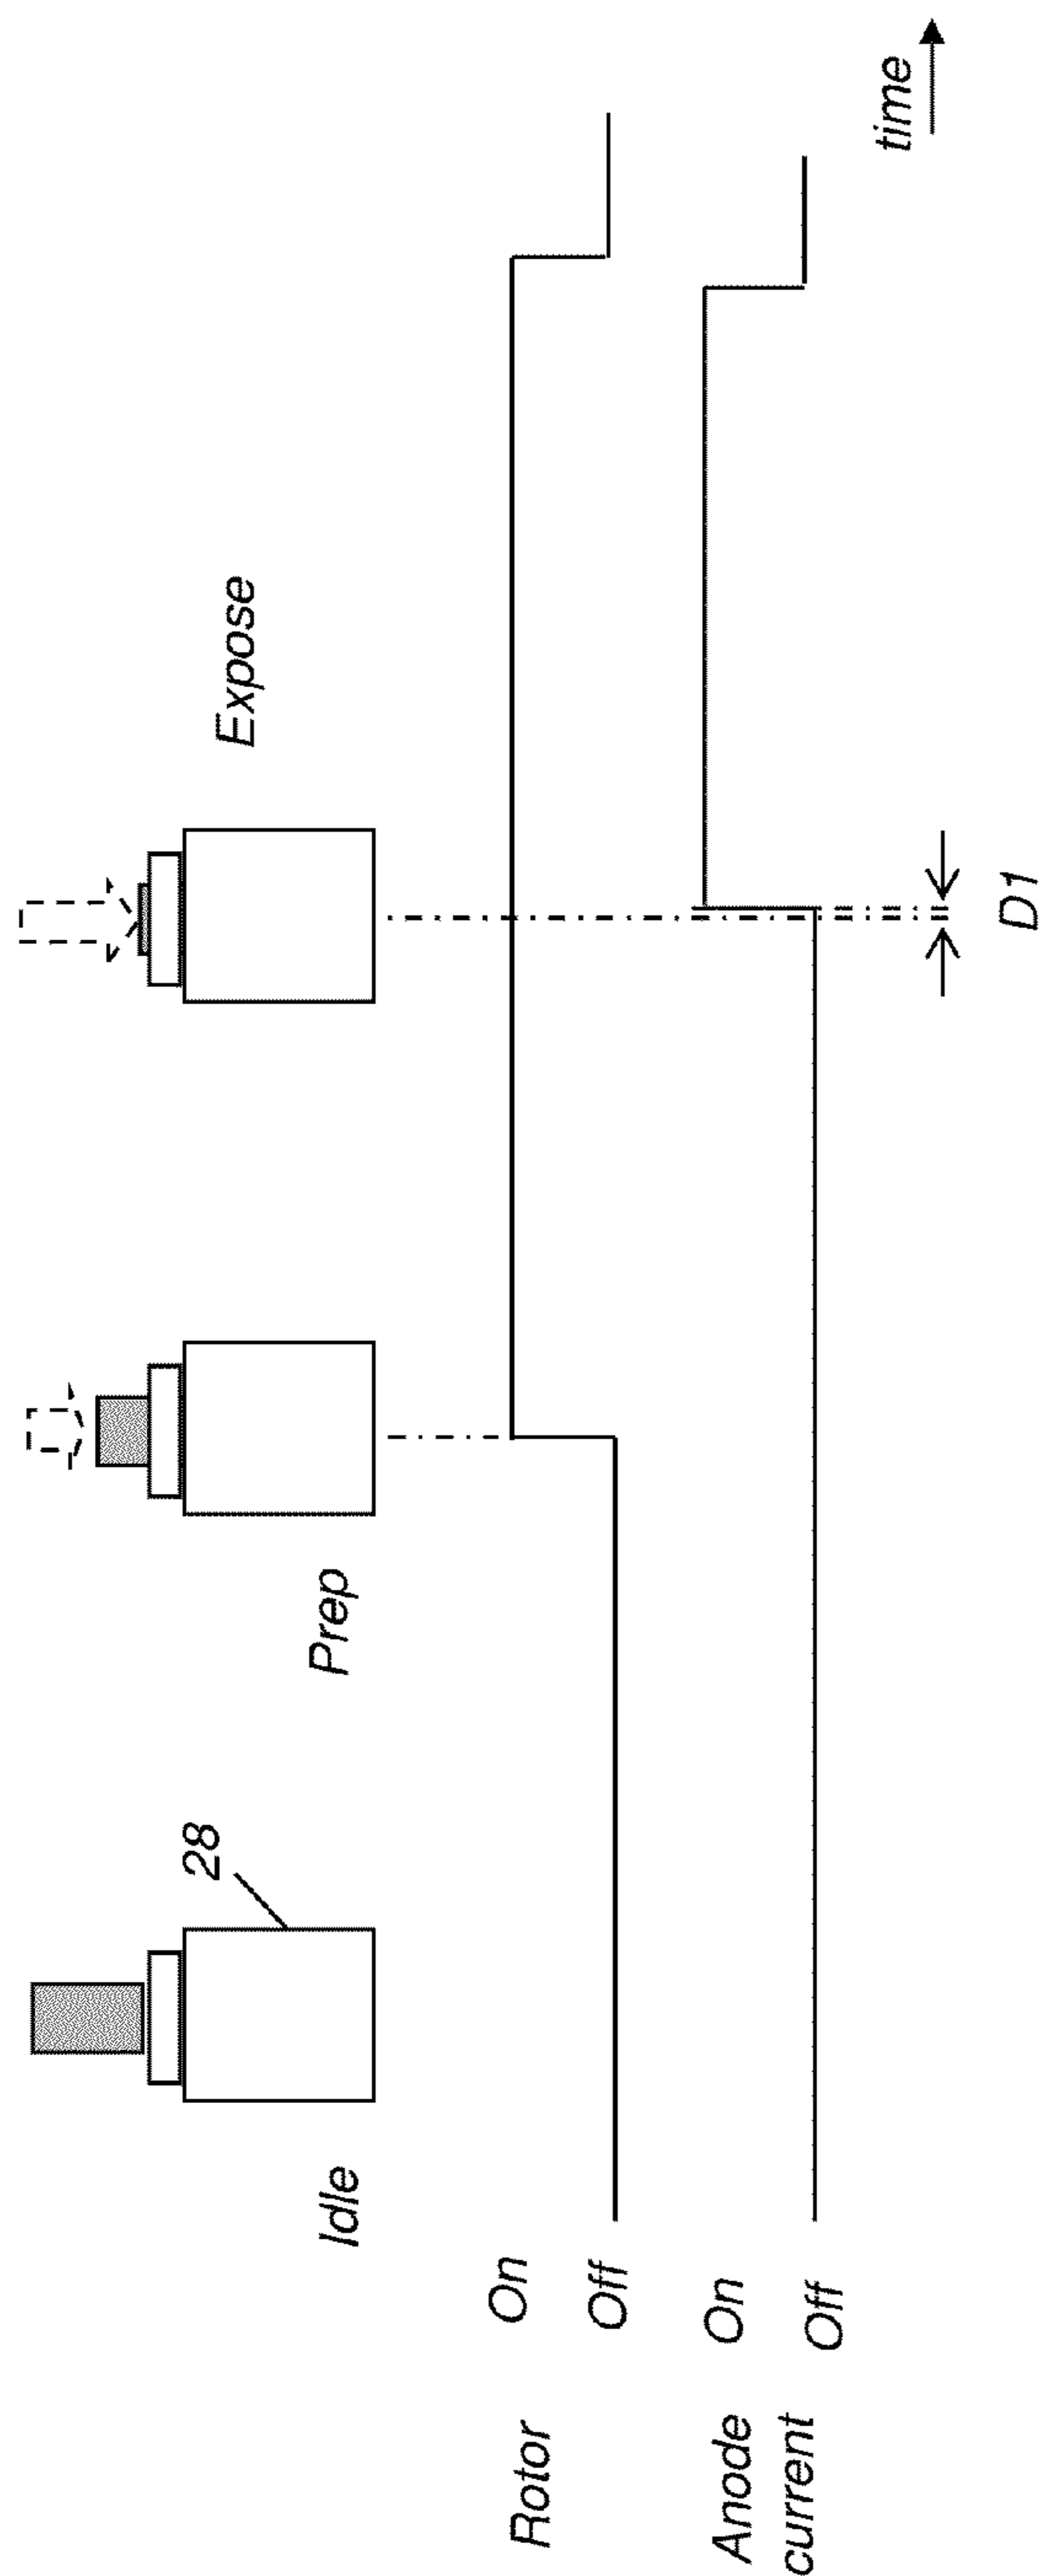 28
Idle
Prep
Expose
Rotor
On
Off
Anode
current
On
Off
time
D1